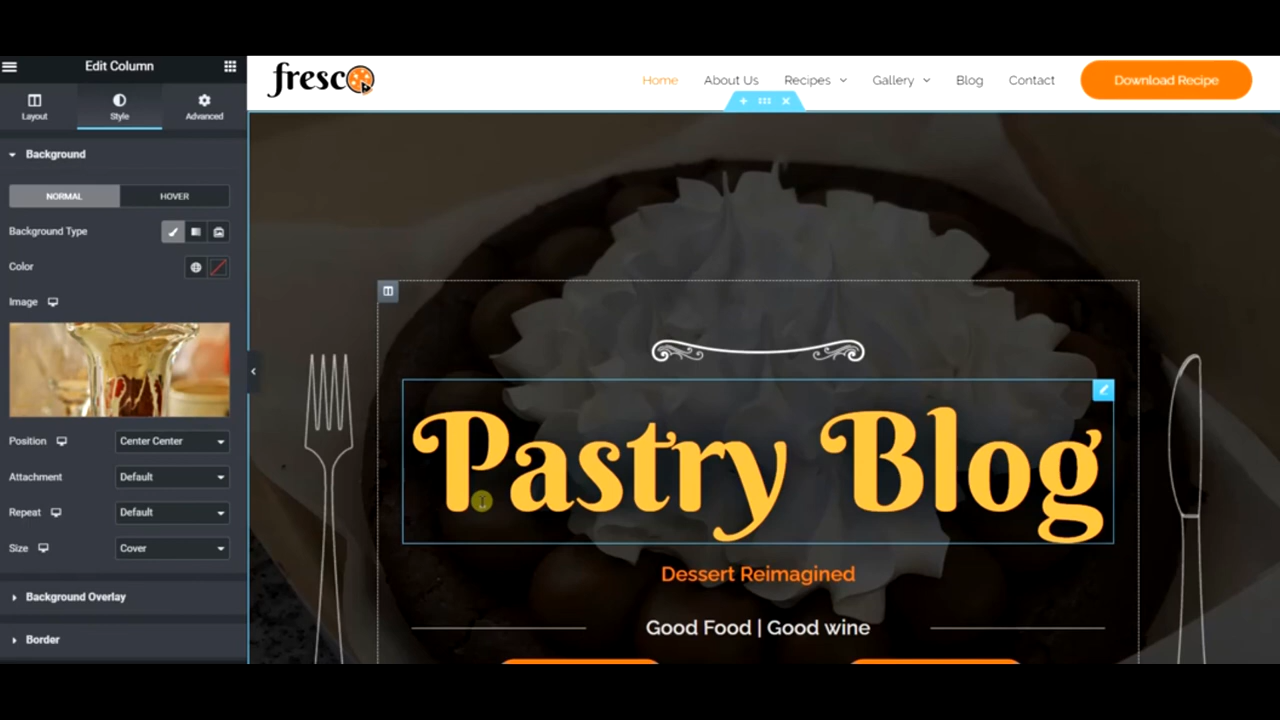 Edit Column
Layout
Style
Advanced
Background
NORMAL
HOVER
Background Type
Color
Image
Position
Center Center
Attachment
Default
Repeat
Default
Size
Cover
Background Overlay
Border
fresco
Home
About Us
Recipes
Gallery
Blog
Contact
Download Recipe
Pastry Blog
Dessert Reimagined
Good Food | Good wine